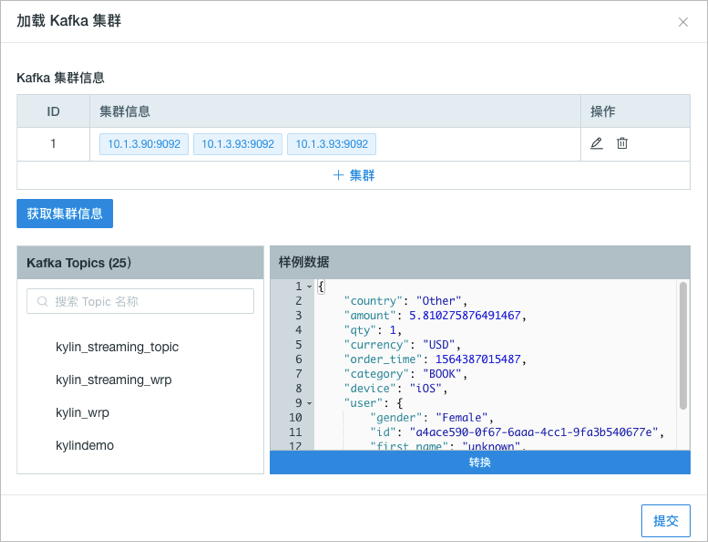 加载 Kafka 集群
Kafka 集群信息
ID 集群信息 操作
1 10.1.3.90:9092 10.1.3.93:9092 10.1.3.93:9092
+ 集群
获取集群信息
Kafka Topics (25)
搜索 Topic 名称
kylin_streaming_topic
kylin_streaming_wrp
kylin_wrp
kylindemo
样例数据
1 {
2 "country": "Other",
3 "amount": 5.810275876491467,
4 "qty": 1,
5 "currency": "USD",
6 "order_time": 1564387015487,
7 "category": "BOOK",
8 "device": "iOS",
9 "user": {
10 "gender": "Female",
11 "id": "a4ace590-0f67-6aaa-4cc1-9fa3b540677e",
12 "first_name": "unknown",
转换
提交